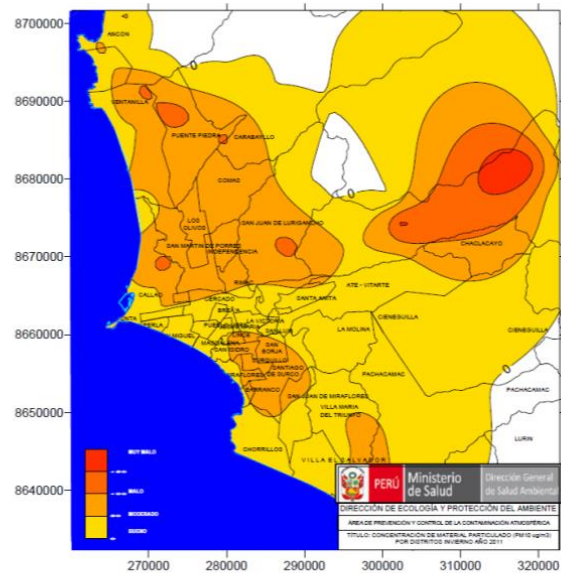 8700000
8690000
8680000
8670000
8660000
8650000
8640000
270000
280000
290000
300000
310000
320000
ANCON
VENTANILLA
PUENTE PIEDRA
CARABAYLLO
COMAS
LOS
OLIVOS
SAN JUAN DE LURIGANCHO
SAN MARTIN DE PORRES
INDEPENDENCIA
CHACLACAYO
RIMAC
CALLAO
CERCADO
SANTA ANITA
ATE - VITARTE
BREÑA
LA VICTORIA
CIENEGUILLA
LA MOLINA
CIENEGUILLA
MAGDALENA
SAN ISIDRO
SAN
BORJA
SURQUILLO
MIRAFLORES
SANTIAGO
DE SURCO
PACHACAMAC
PACHACAMAC
BARRANCO
SAN JUAN DE MIRAFLORES
VILLA MARIA
DEL TRIUNFO
LURIN
CHORRILLOS
VILLA EL SALVADOR
MUY MALO
MALO
MODERADO
BUENO
PERÚ
Ministerio
de Salud
Dirección General
de Salud Ambiental
DIRECCIÓN DE ECOLOGÍA Y PROTECCIÓN DEL AMBIENTE
ÁREA DE PREVENCIÓN Y CONTROL DE LA CONTAMINACIÓN ATMOSFÉRICA
TÍTULO: CONCENTRACIÓN DE MATERIAL PARTICULADO (PM10 ug/m3)
POR DISTRITOS INVIERNO AÑO 2011